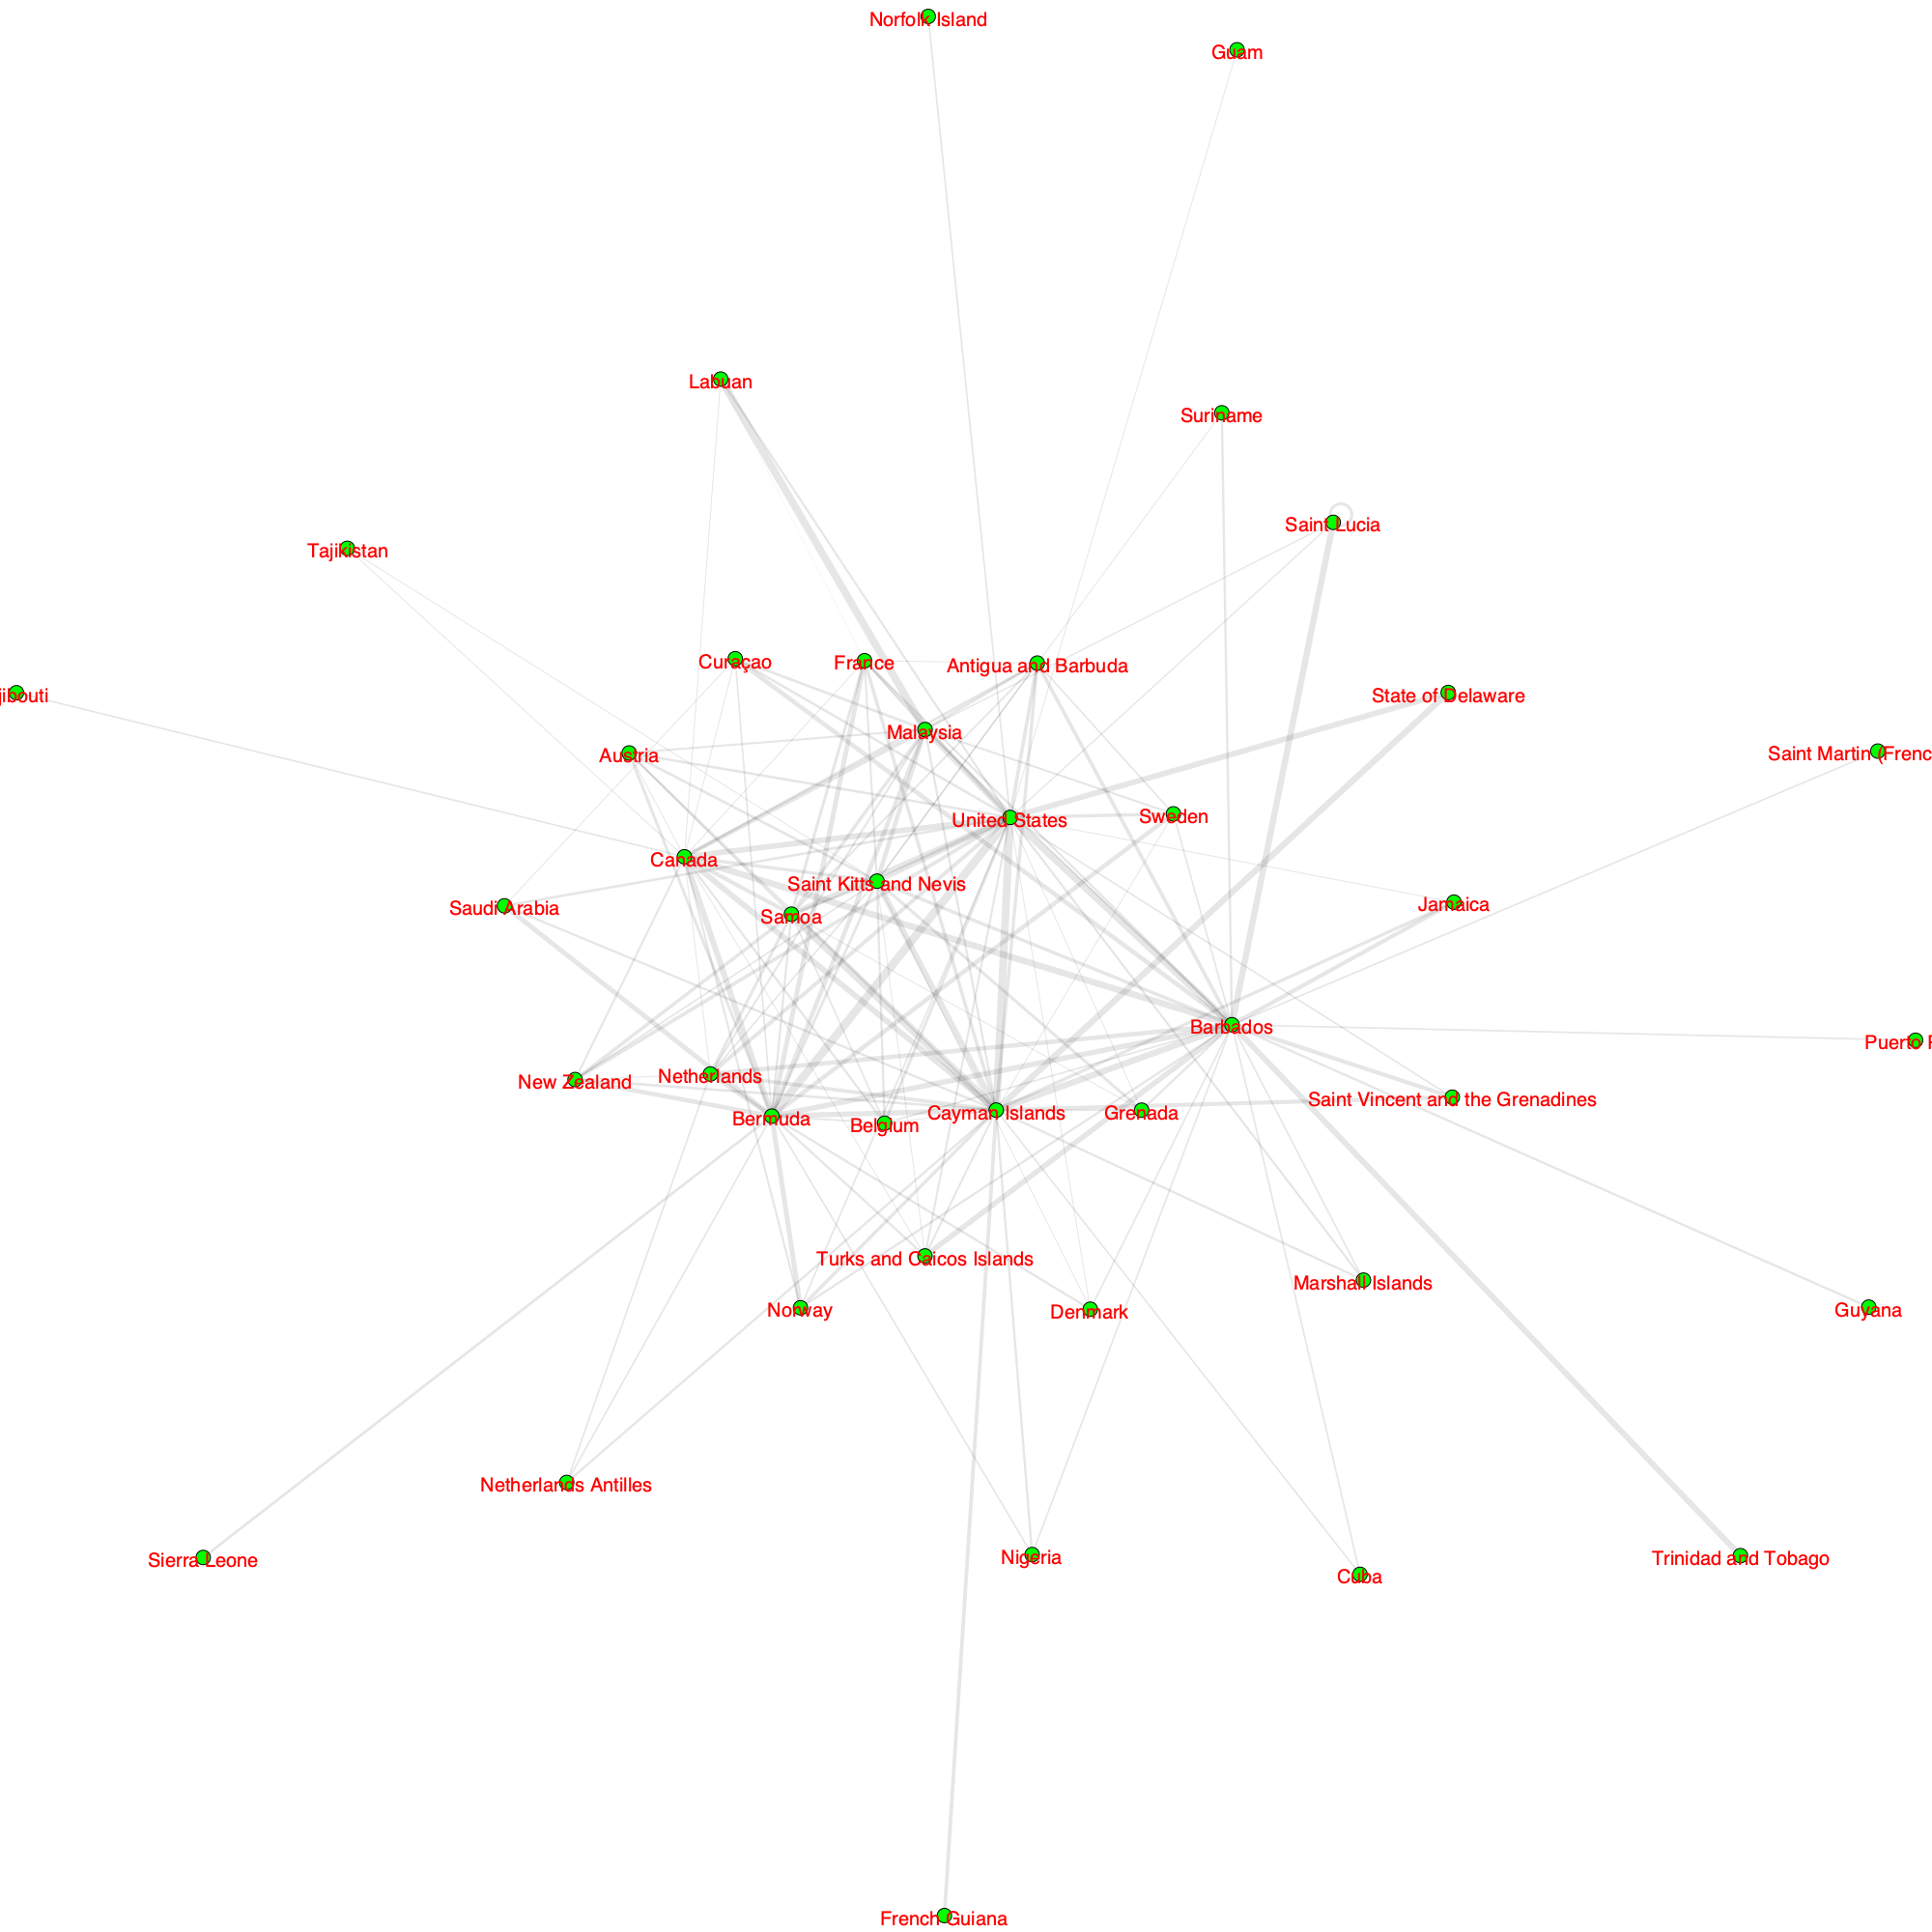 Norfolk Island
Guam
Labuan
Suriname
Saint Lucia
Tajikistan
Curaçao
France
Antigua and Barbuda
jibouti
State of Delaware
Malaysia
Austria
Saint Martin (Frenc
United States
Sweden
Canada
Saint Kitts and Nevis
Saudi Arabia
Samoa
Jamaica
Barbados
Puerto R
New Zealand
Netherlands
Saint Vincent and the Grenadines
Bermuda
Belgium
Cayman Islands
Grenada
Turks and Caicos Islands
Marshall Islands
Norway
Denmark
Guyana
Netherlands Antilles
Sierra Leone
Nigeria
Cuba
Trinidad and Tobago
French Guiana